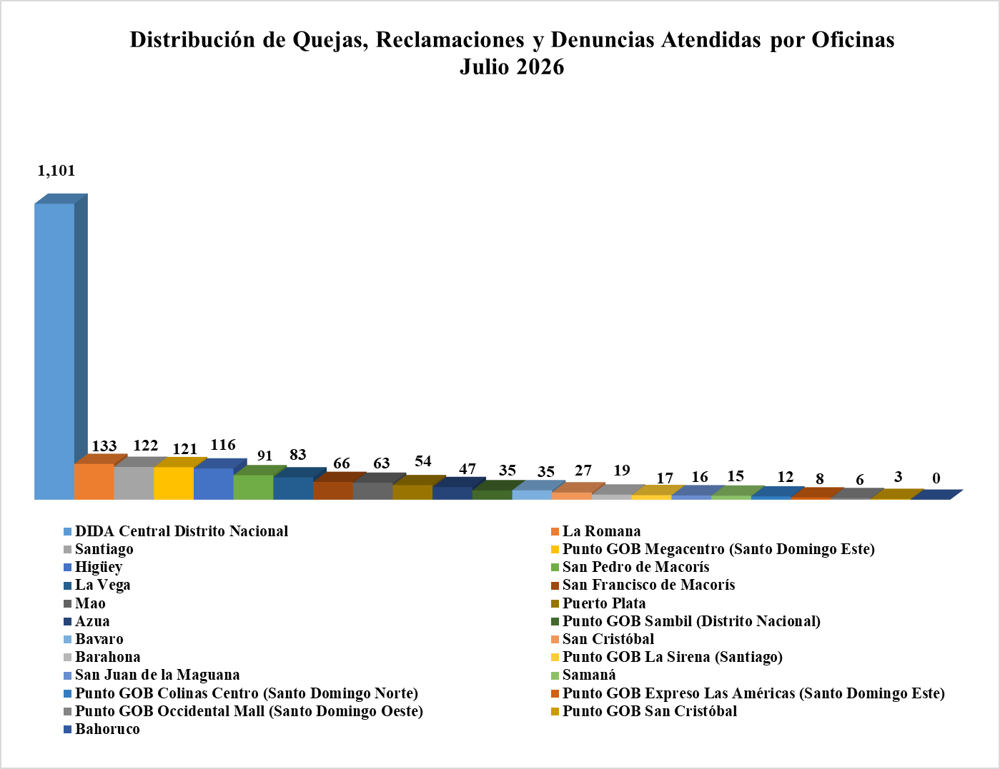 Distribución de Quejas, Reclamaciones y Denuncias Atendidas por Oficinas
Julio 2026
1,101
133
122
121
116
91
83
66
63
54
47
35
35
27
19
17
16
15
12
8
6
3
0
DIDA Central Distrito Nacional
La Romana
Santiago
Punto GOB Megacentro (Santo Domingo Este)
Higüey
San Pedro de Macorís
La Vega
San Francisco de Macorís
Mao
Puerto Plata
Azua
Punto GOB Sambil (Distrito Nacional)
Bavaro
San Cristóbal
Barahona
Punto GOB La Sirena (Santiago)
San Juan de la Maguana
Samaná
Punto GOB Colinas Centro (Santo Domingo Norte)
Punto GOB Expreso Las Américas (Santo Domingo Este)
Punto GOB Occidental Mall (Santo Domingo Oeste)
Punto GOB San Cristóbal
Bahoruco